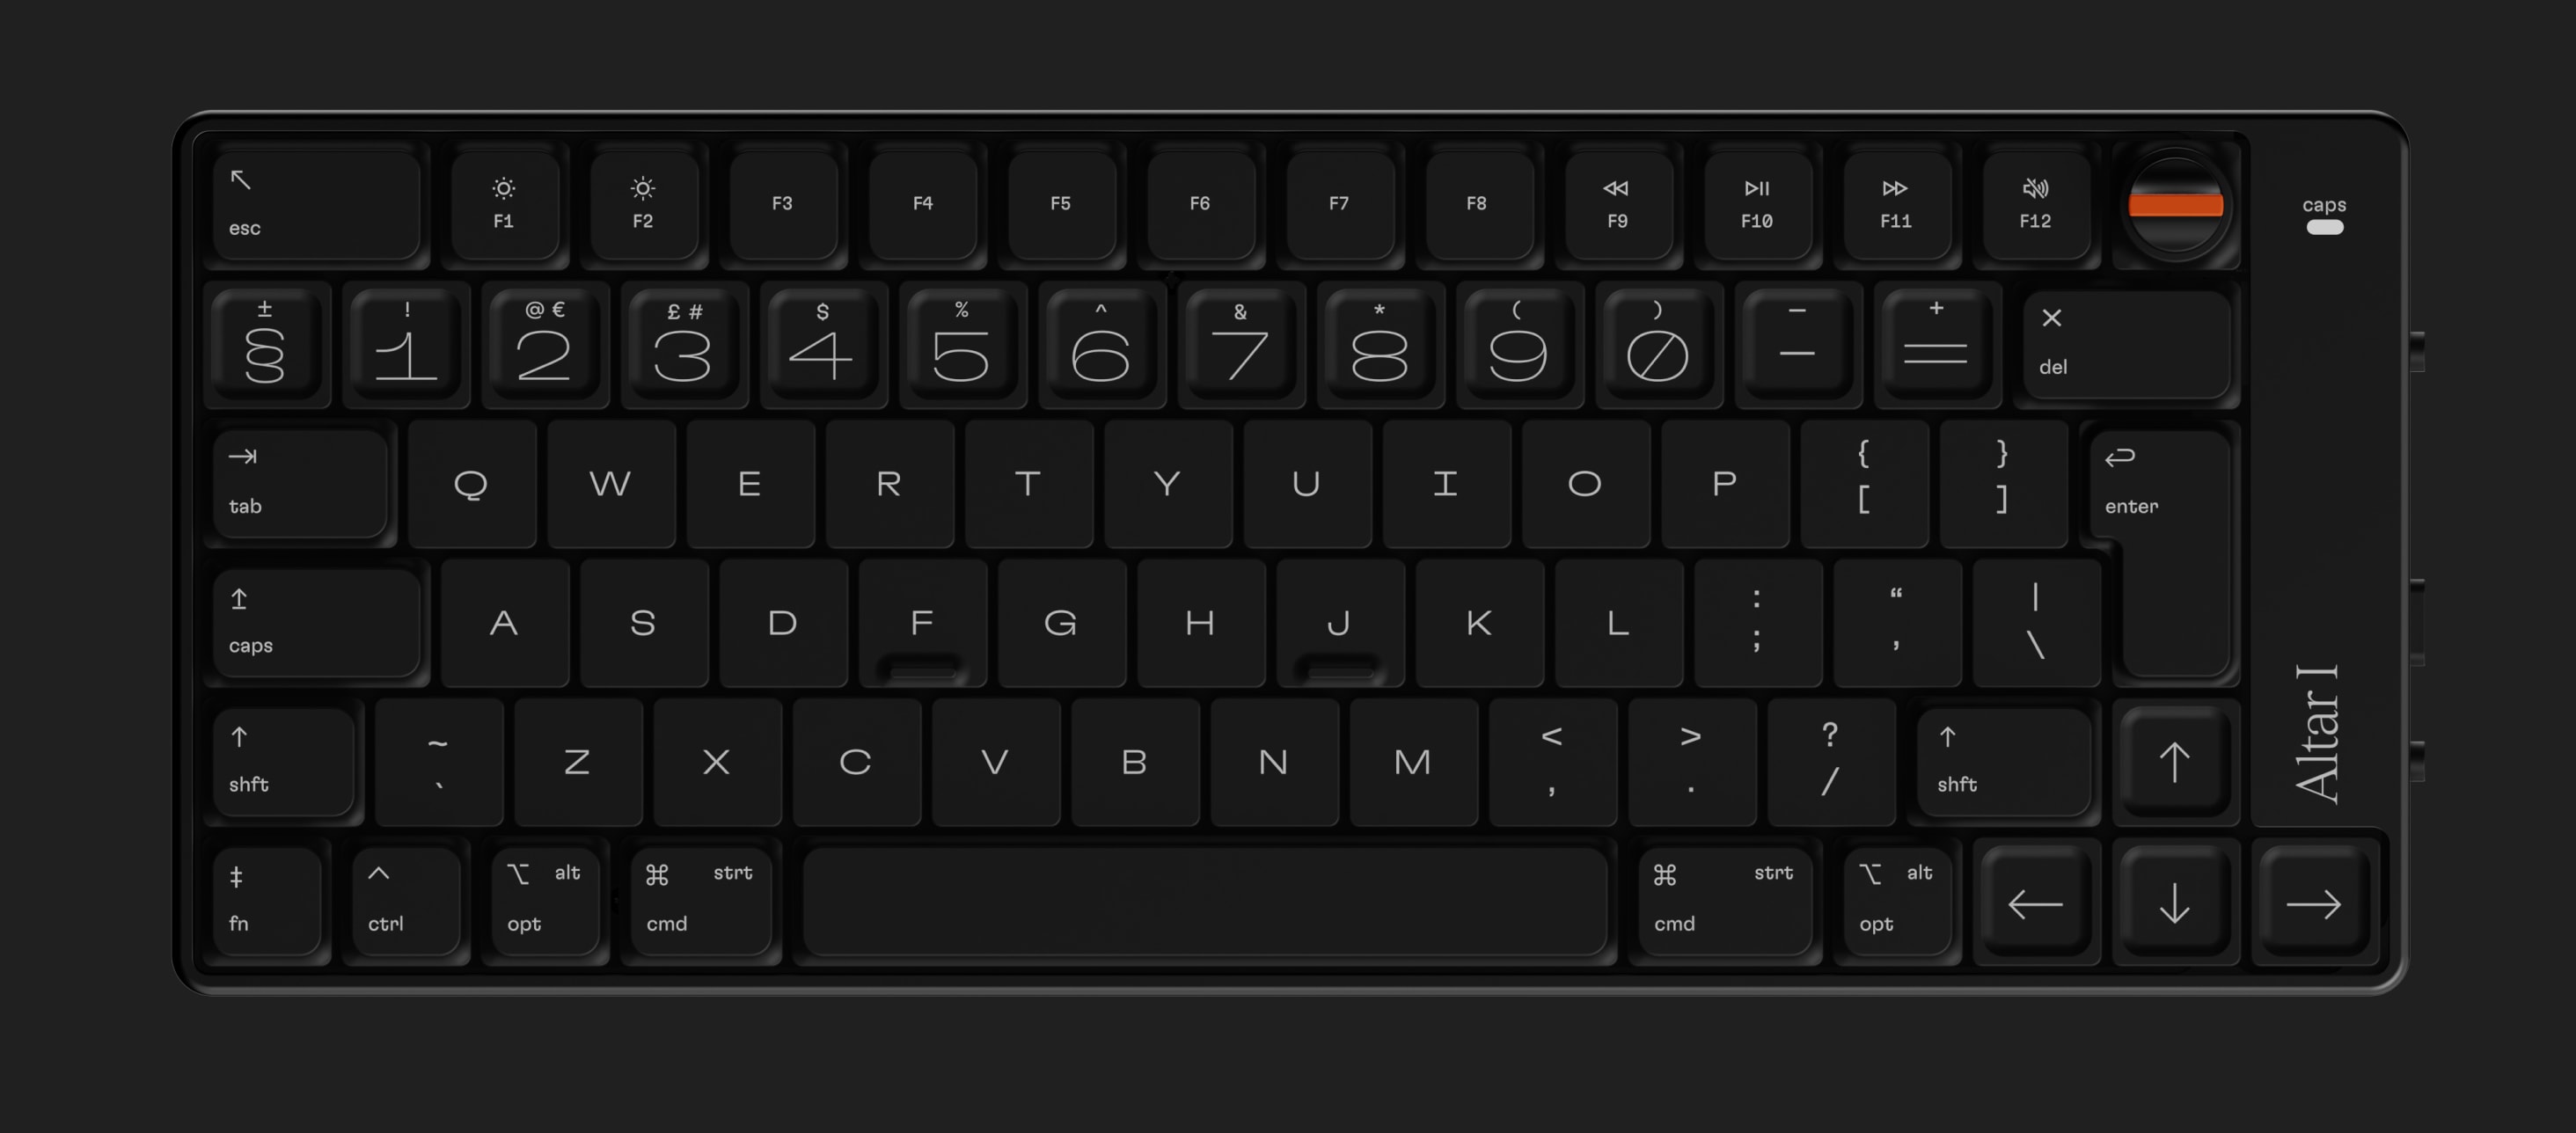 esc F1 F2 F3 F4 F5 F6 F7 F8 F9 F10 F11 F12 caps
± ! @ € £ # $ % ^ & * ( ) – +
§ 1 2 3 4 5 6 7 8 9 0 – = del
tab Q W E R T Y U I O P { [ } ] enter
caps A S D F G H J K L : ; “ , | \
shft ~ ` Z X C V B N M < , > . ? / shft
fn ctrl alt opt strt cmd strt cmd alt opt
Altar I